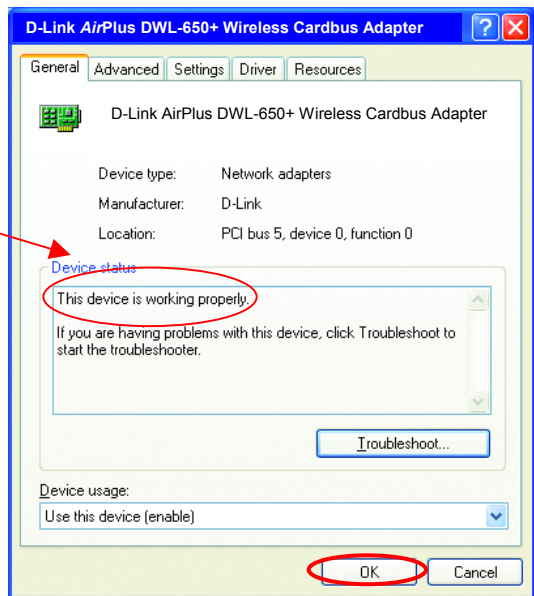 D-Link AirPlus DWL-650+ Wireless Cardbus Adapter
?
General Advanced Settings Driver Resources
D-Link AirPlus DWL-650+ Wireless Cardbus Adapter
Device type: Network adapters
Manufacturer: D-Link
Location: PCI bus 5, device 0, function 0
Device status
This device is working properly.
If you are having problems with this device, click Troubleshoot to
start the troubleshooter.
Troubleshoot...
Device usage:
Use this device (enable)
OK Cancel